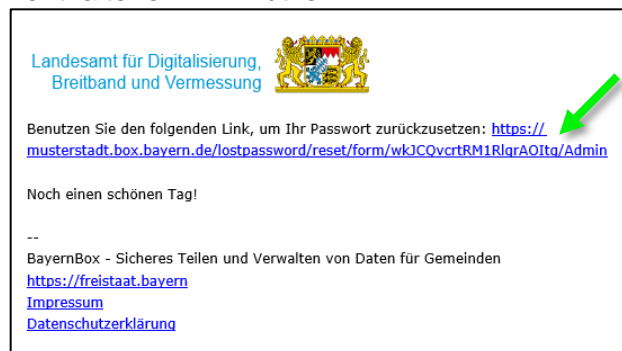 Landesamt für Digitalisierung,
Breitband und Vermessung
Benutzen Sie den folgenden Link, um Ihr Passwort zurückzusetzen: https://
musterstadt.box.bayern.de/lostpassword/reset/form/wkJCQvcrtRM1RlqrAOItq/Admin
Noch einen schönen Tag!
--
BayernBox - Sicheres Teilen und Verwalten von Daten für Gemeinden
https://freistaat.bayern
Impressum
Datenschutzerklärung